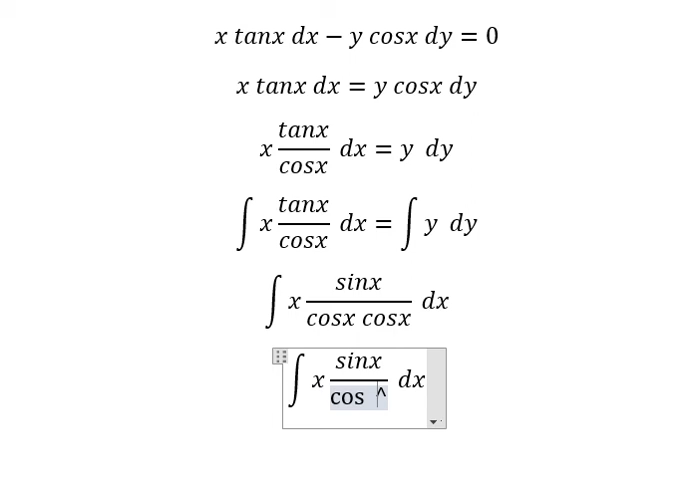 x tanx dx − y cosx dy = 0
x tanx dx = y cosx dy
x tanx/cosx dx = y dy
∫ x tanx/cosx dx = ∫ y dy
∫ x sinx/cosx cosx dx
∫ x sinx/cos ^ dx